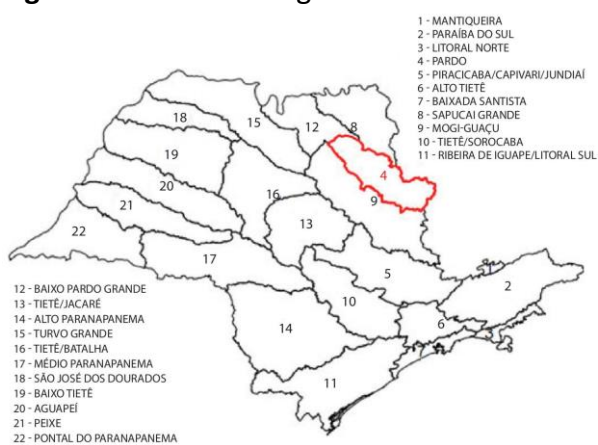 1 - MANTIQUEIRA
2 - PARAÍBA DO SUL
3 - LITORAL NORTE
4 - PARDO
5 - PIRACICABA/CAPIVARI/JUNDIAÍ
6 - ALTO TIETÊ
7 - BAIXADA SANTISTA
8 - SAPUCAI GRANDE
9 - MOGI-GUAÇU
10 - TIETÊ/SOROCABA
11 - RIBEIRA DE IGUAPE/LITORAL SUL
18
15
12
8
19
4
20
16
9
21
13
22
17
5
1
2
10
6
14
11
12 - BAIXO PARDO GRANDE
13 - TIETÊ/JACARÉ
14 - ALTO PARANAPANEMA
15 - TURVO GRANDE
16 - TIETÊ/BATALHA
17 - MÉDIO PARANAPANEMA
18 - SÃO JOSÉ DOS DOURADOS
19 - BAIXO TIETÊ
20 - AGUAPEÍ
21 - PEIXE
22 - PONTAL DO PARANAPANEMA